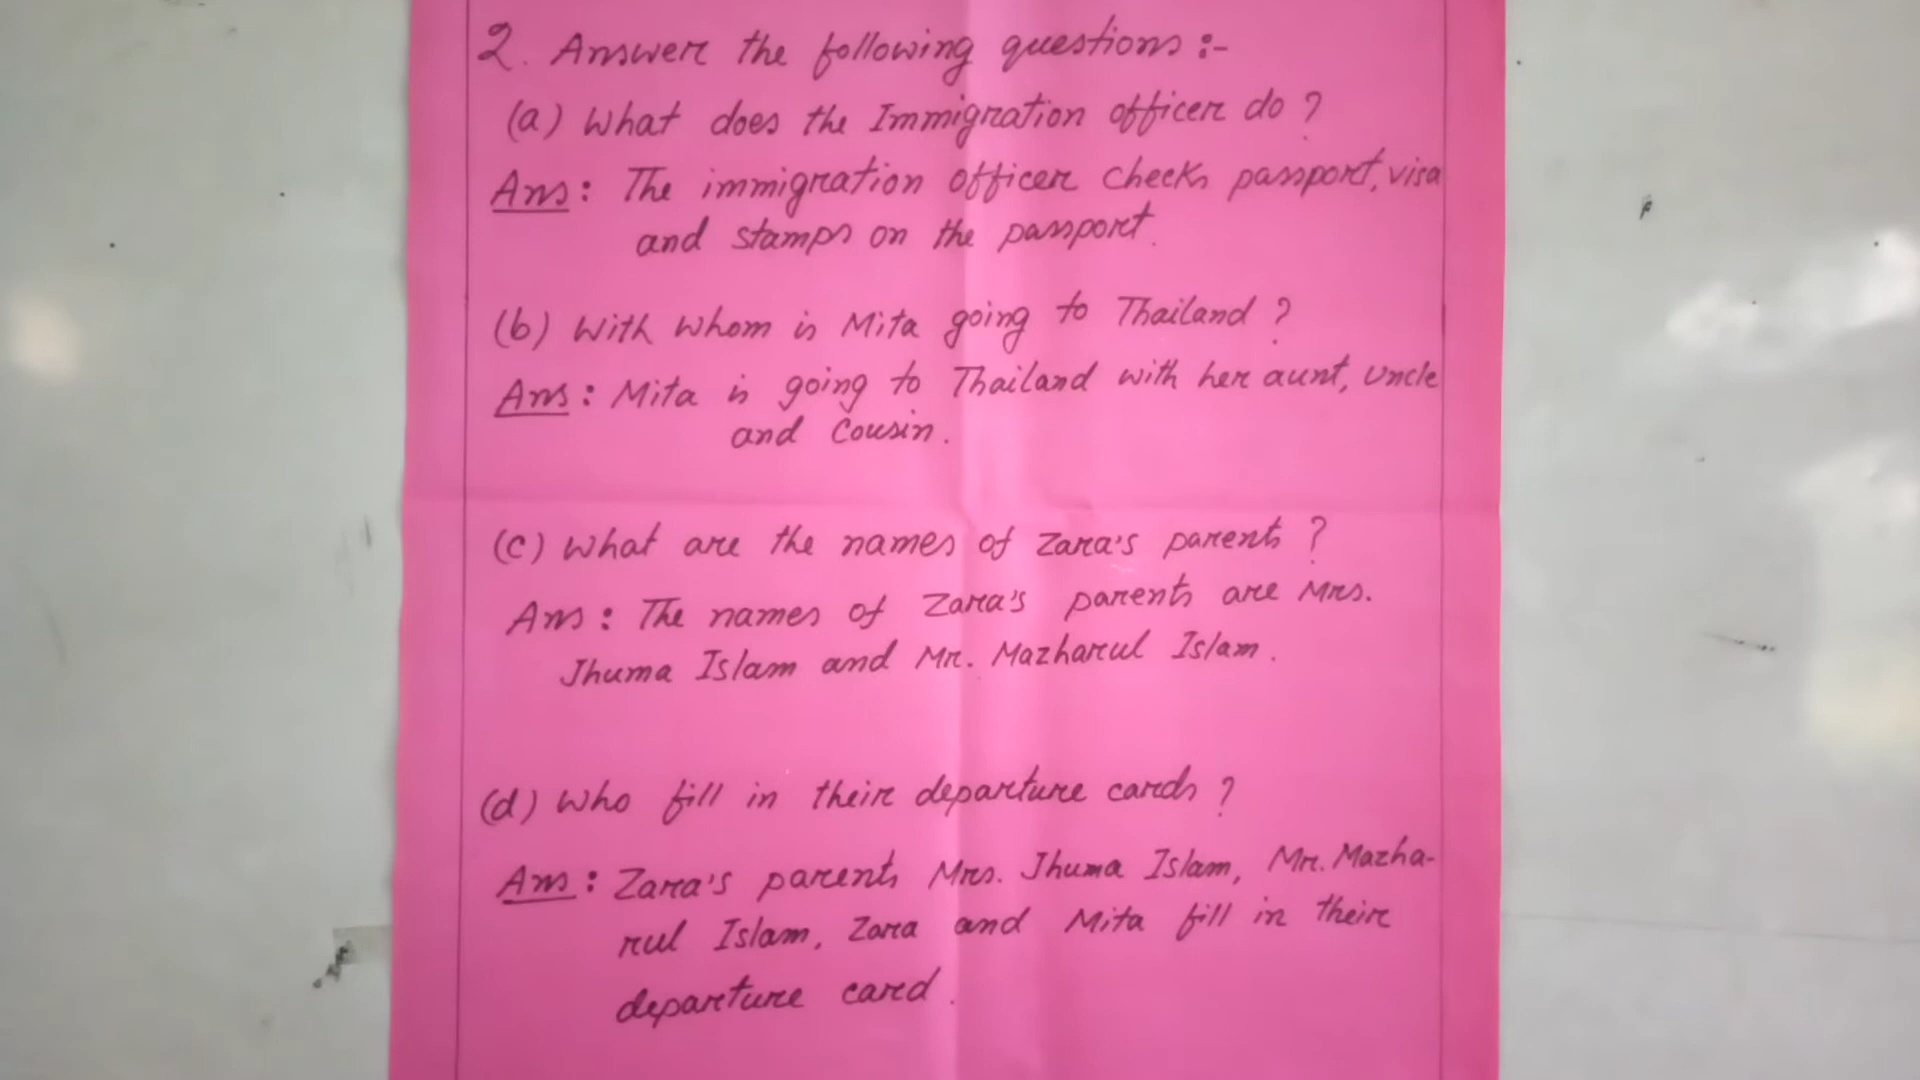 2. Answer the following questions :-
(a) What does the Immigration officer do ?
Ans : The immigration officer checks passport, visa
and stamps on the passport.
(b) With whom is Mita going to Thailand ?
Ans : Mita is going to Thailand with her aunt, Uncle
and Cousin.
(c) What are the names of Zara's parents ?
Ans : The names of Zara's parents are Mrs.
Jhuma Islam and Mr. Mazharul Islam.
(d) Who fill in their departure cards ?
Ans : Zara's parents Mrs. Jhuma Islam, Mr. Mazha-
rul Islam, Zara and Mita fill in their
departure card.